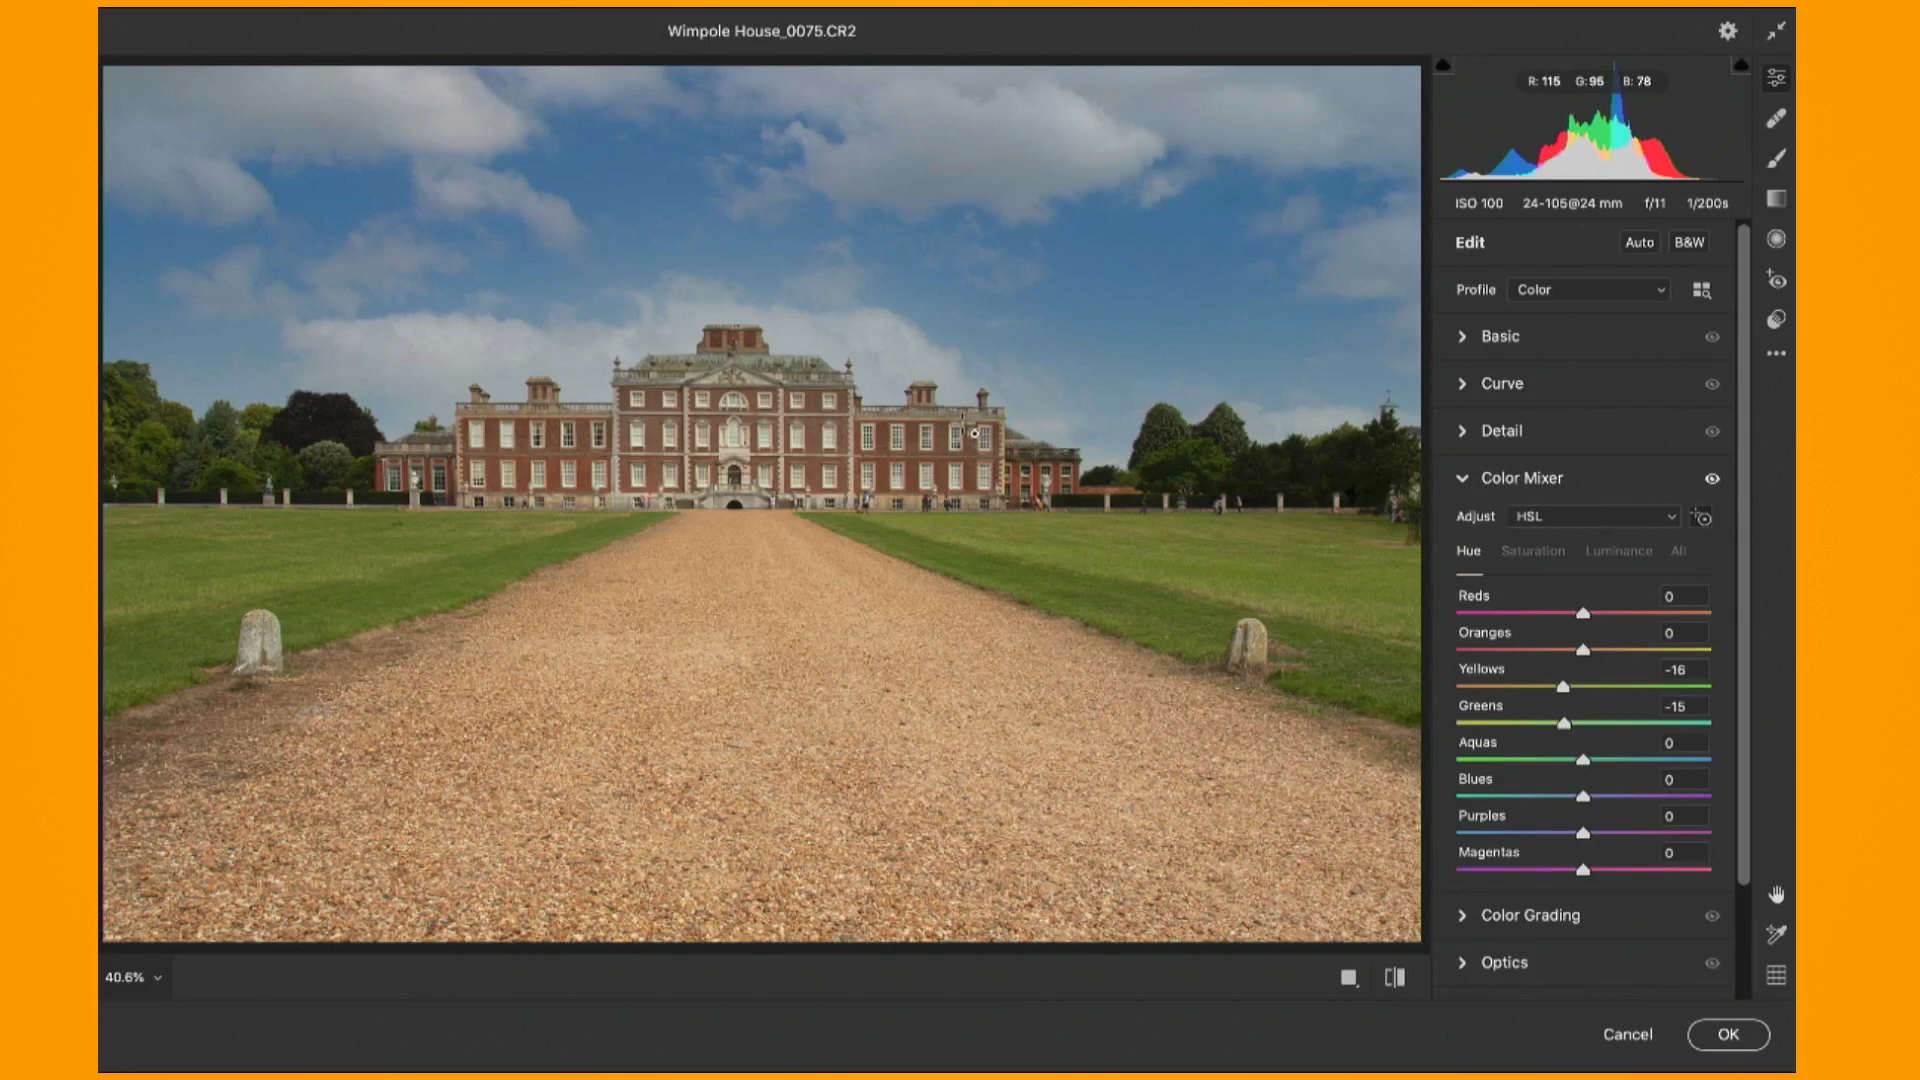 Wimpole House_0075.CR2
R: 115 G: 95 B: 78
ISO 100 24-105@24 mm f/11 1/200s
Edit Auto B&W
Profile Color
Basic
Curve
Detail
Color Mixer
Adjust HSL
Hue Saturation Luminance All
Reds 0
Oranges 0
Yellows -16
Greens -15
Aquas 0
Blues 0
Purples 0
Magentas 0
Color Grading
Optics
40.6%
Cancel OK